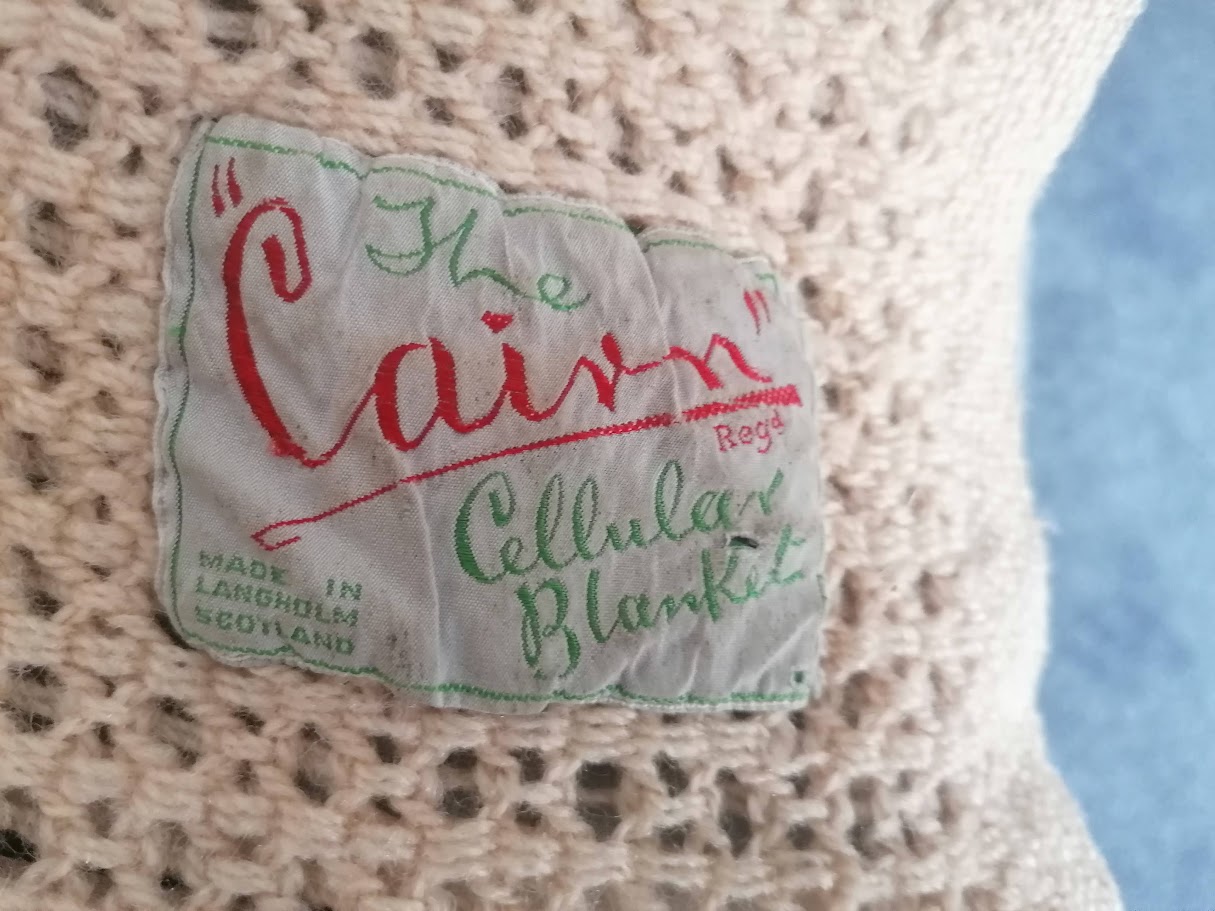 The
"Cairn"
Regd
Cellular
Blanket
MADE IN
LANGHOLM
SCOTLAND